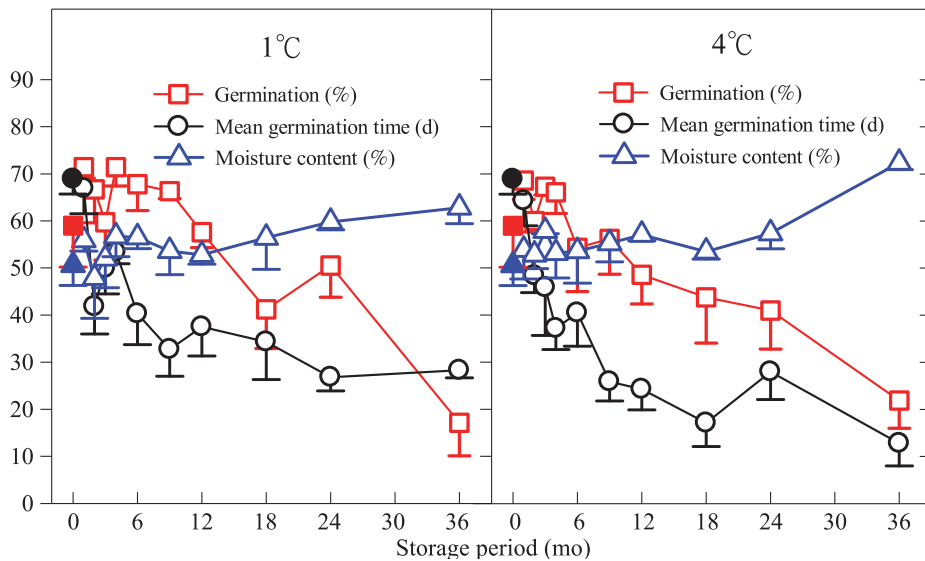 1℃ 4℃
90
80
70
60
50
40
30
20
10
0
Germination (%)
Mean germination time (d)
Moisture content (%)
Germination (%)
Mean germination time (d)
Moisture content (%)
0 6 12 18 24 30 36 0 6 12 18 24 30 36
Storage period (mo)